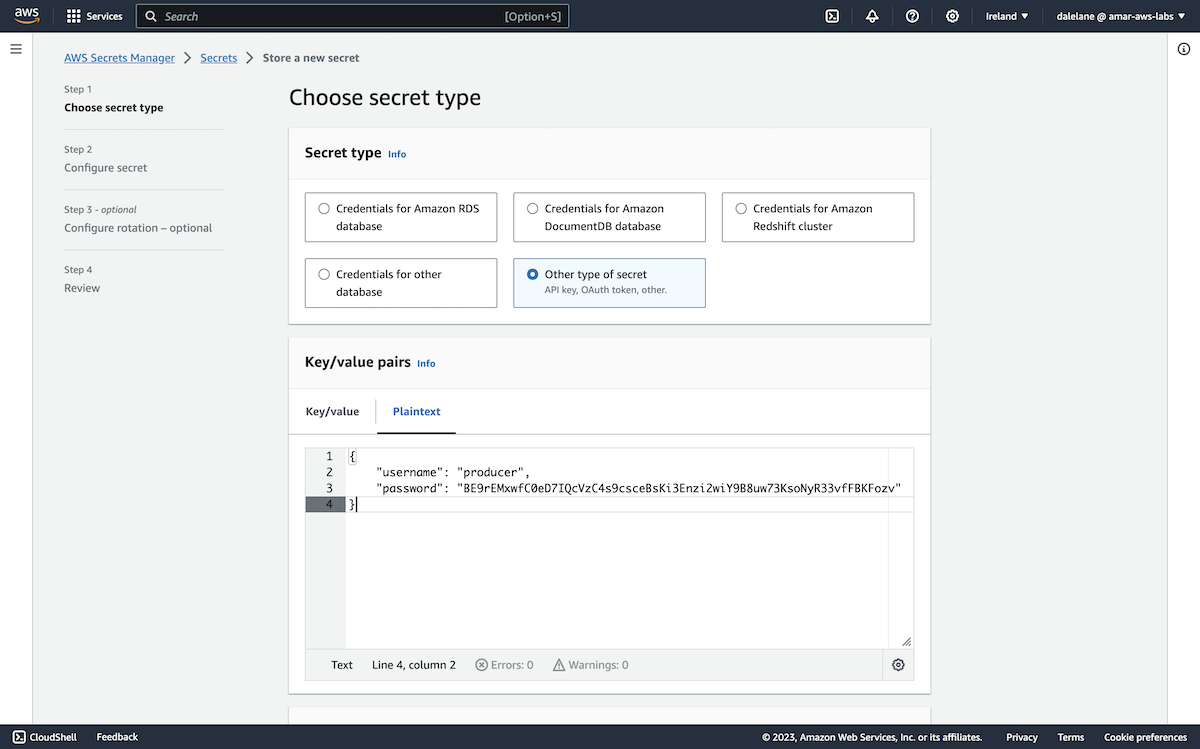 aws Services Search [Option+S] Ireland ▼ dalelane @ amar-aws-labs ▼
AWS Secrets Manager > Secrets > Store a new secret
Step 1
Choose secret type
Step 2
Configure secret
Step 3 - optional
Configure rotation – optional
Step 4
Review
Choose secret type
Secret type Info
Credentials for Amazon RDS
database
Credentials for Amazon
DocumentDB database
Credentials for Amazon
Redshift cluster
Credentials for other
database
Other type of secret
API key, OAuth token, other.
Key/value pairs Info
Key/value Plaintext
1 {
2 "username": "producer",
3 "password": "BE9rEMxwfC0eD7IQcVzC4s9csceBsKi3Enzi2wiY9B8uw73KsoNyR33vfFBKFozv"
4 }
Text Line 4, column 2 Errors: 0 Warnings: 0
CloudShell Feedback © 2023, Amazon Web Services, Inc. or its affiliates. Privacy Terms Cookie preferences